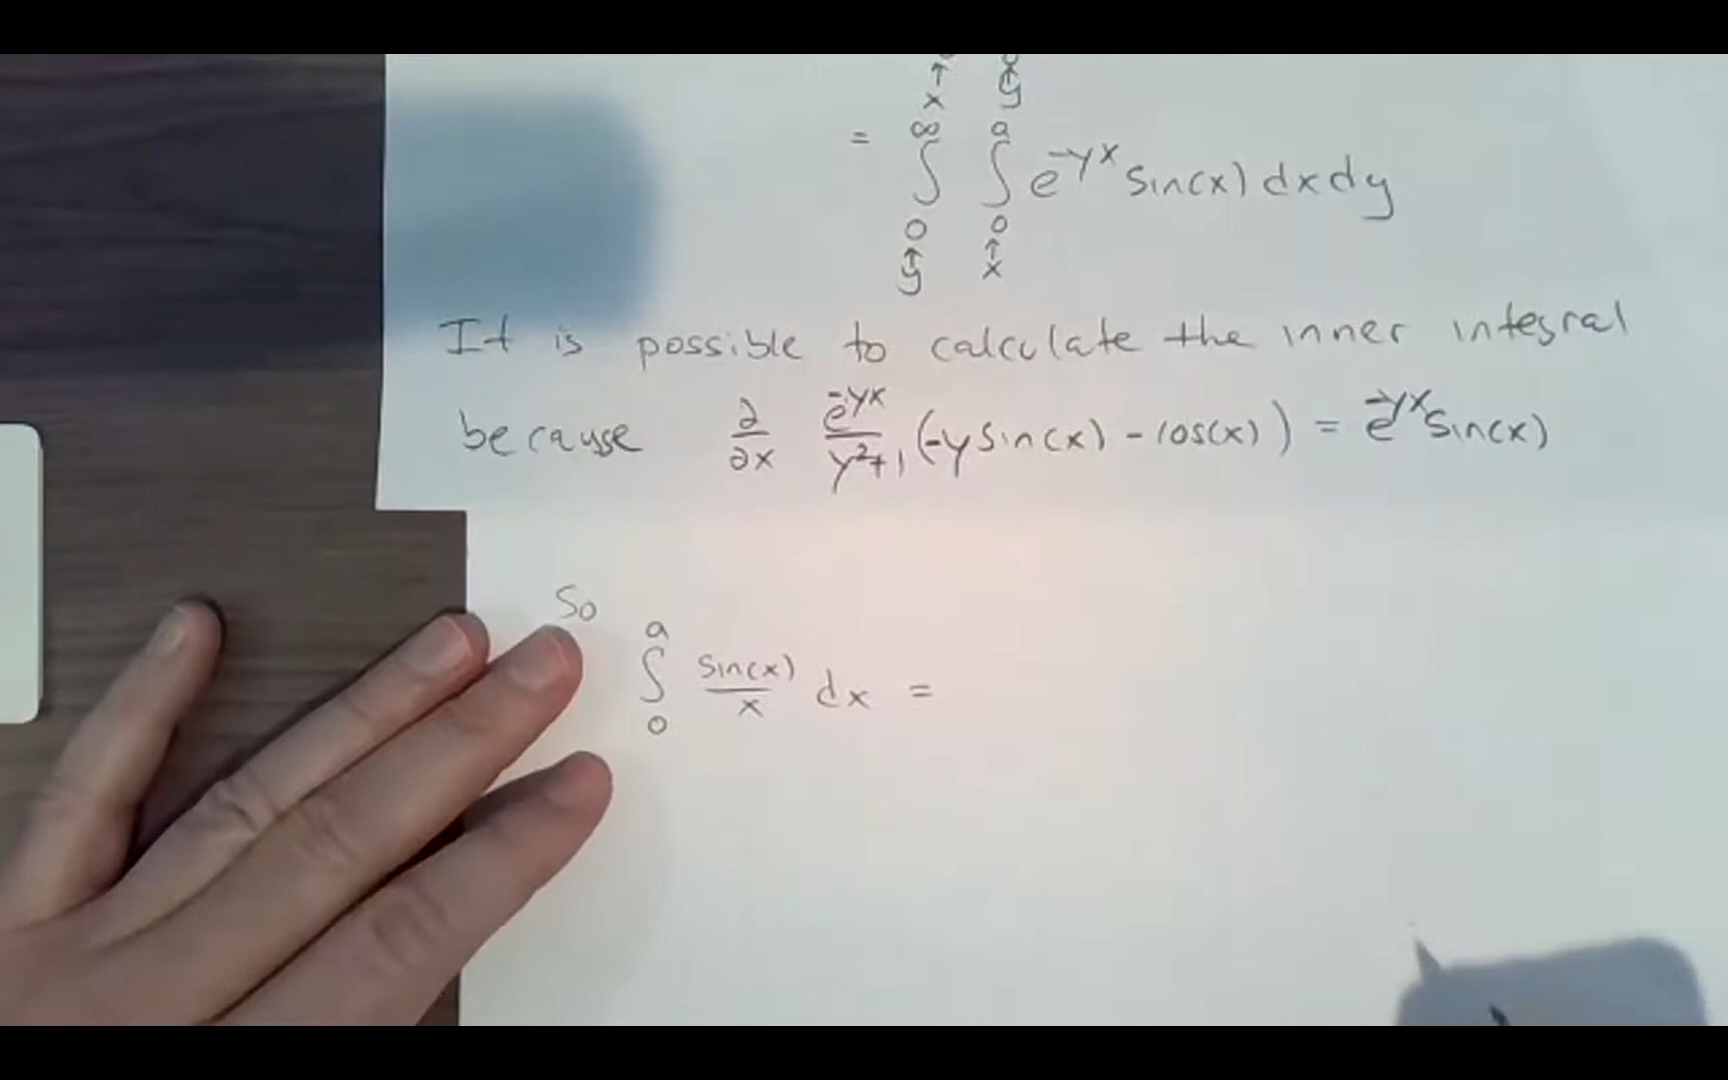 ↑ ↑
x y
= ∞ ∫ 0 a ∫ 0 e^{-yx} sin(x) dx dy
↑ ↑
y x
It is possible to calculate the inner integral
because ∂/∂x e^{-yx}/(y²+1) (-y sin(x) - cos(x)) = e^{-yx} sin(x)
So
a ∫ 0 sin(x)/x dx =